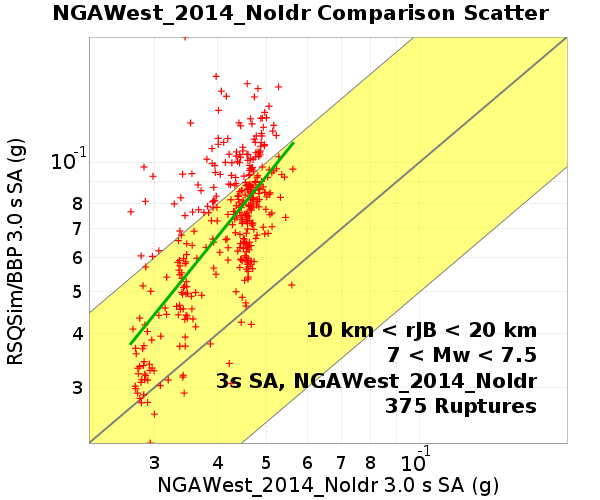 NGAWest_2014_NoIdr Comparison Scatter
RSQSim/BBP 3.0 s SA (g)
10-1
8
7
6
5
4
3
10 km < rJB < 20 km
7 < Mw < 7.5
3s SA, NGAWest_2014_NoIdr
375 Ruptures
3 4 5 6 7 8 10-1
NGAWest_2014_NoIdr 3.0 s SA (g)